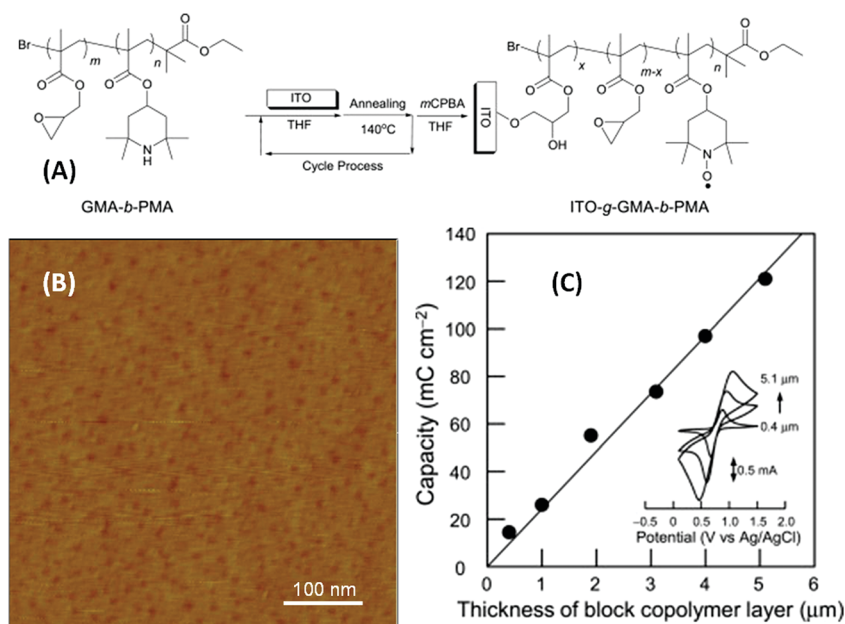 Br
m
n
O
O
O
O
O
O
O
N
H
(A)
GMA-b-PMA
ITO
THF
Annealing
140°C
mCPBA
THF
Cycle Process
Br
x
m-x
n
O
O
O
O
O
O
O
O
ITO
O
OH
O
N
O
ITO-g-GMA-b-PMA
(B)
100 nm
(C)
Capacity (mC cm⁻²)
140
120
100
80
60
40
20
0
0 1 2 3 4 5 6
Thickness of block copolymer layer (µm)
5.1 µm
0.4 µm
0.5 mA
−0.5 0 0.5 1.0 1.5 2.0
Potential (V vs Ag/AgCl)